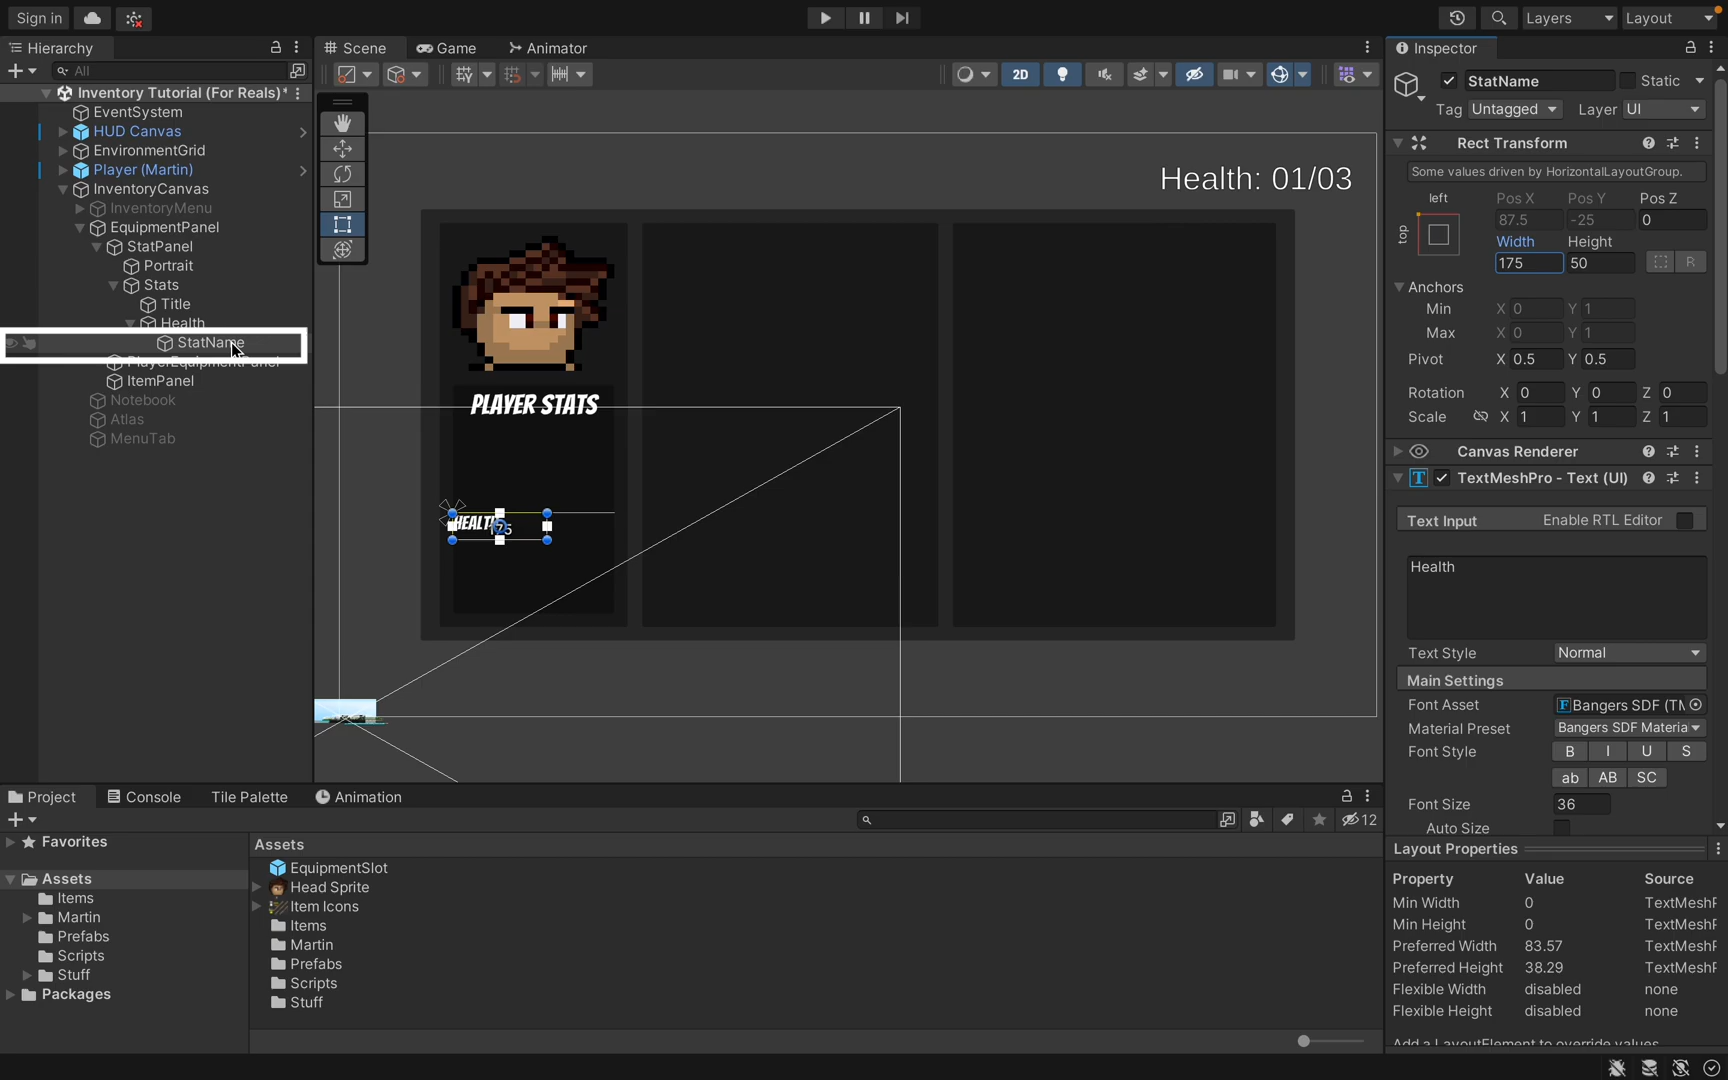 Sign in
Layers
Layout
Hierarchy
All
Inventory Tutorial (For Reals)*
EventSystem
HUD Canvas
EnvironmentGrid
Player (Martin)
InventoryCanvas
InventoryMenu
EquipmentPanel
StatPanel
Portrait
Stats
Title
Health
StatName
PlayerEquipmentPanel
ItemPanel
Notebook
Atlas
MenuTab
Scene
Game
Animator
2D
Health: 01/03
PLAYER STATS
HEALTH
175
Inspector
StatName
Static
Tag Untagged Layer UI
Rect Transform
Some values driven by HorizontalLayoutGroup.
left Pos X Pos Y Pos Z
top
87.5 -25 0
Width Height
175 50 R
Anchors
Min X 0 Y 1
Max X 0 Y 1
Pivot X 0.5 Y 0.5
Rotation X 0 Y 0 Z 0
Scale X 1 Y 1 Z 1
Canvas Renderer
TextMeshPro - Text (UI)
Text Input Enable RTL Editor
Health
Text Style Normal
Main Settings
Font Asset F Bangers SDF (TM
Material Preset Bangers SDF Materia
Font Style B I U S
ab AB SC
Font Size 36
Auto Size
Layout Properties
Property Value Source
Min Width 0 TextMeshP
Min Height 0 TextMeshP
Preferred Width 83.57 TextMeshP
Preferred Height 38.29 TextMeshP
Flexible Width disabled none
Flexible Height disabled none
Add a LayoutElement to override values
Project
Console
Tile Palette
Animation
12
Favorites
Assets
Items
Martin
Prefabs
Scripts
Stuff
Packages
Assets
EquipmentSlot
Head Sprite
Item Icons
Items
Martin
Prefabs
Scripts
Stuff